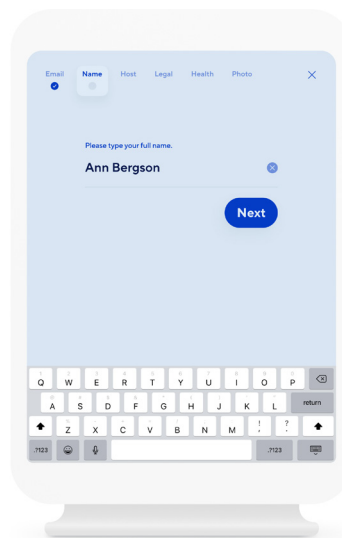 Email Name Host Legal Health Photo
Please type your full name.
Ann Bergson
Next
Q W E R T Y U I O P
A S D F G H J K L return
Z X C V B N M ! , ? .
.?123 .?123